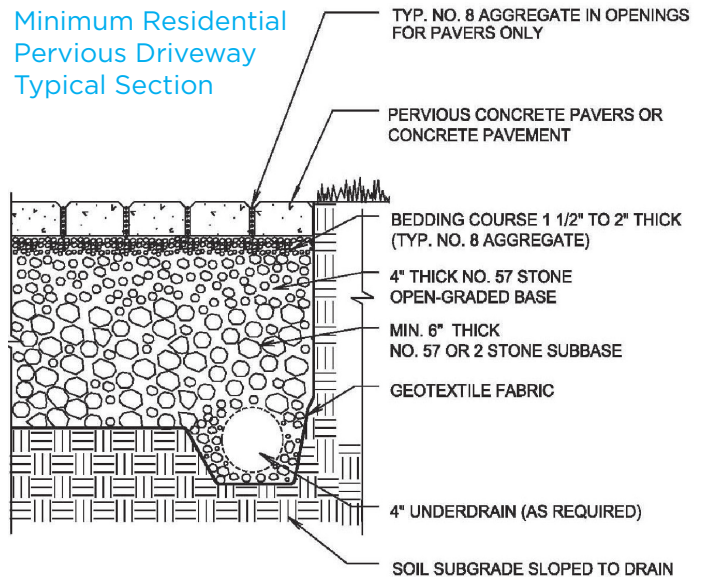 Minimum Residential
Pervious Driveway
Typical Section
TYP. NO. 8 AGGREGATE IN OPENINGS
FOR PAVERS ONLY
PERVIOUS CONCRETE PAVERS OR
CONCRETE PAVEMENT
BEDDING COURSE 1 1/2" TO 2" THICK
(TYP. NO. 8 AGGREGATE)
4" THICK NO. 57 STONE
OPEN-GRADED BASE
MIN. 6" THICK
NO. 57 OR 2 STONE SUBBASE
GEOTEXTILE FABRIC
4" UNDERDRAIN (AS REQUIRED)
SOIL SUBGRADE SLOPED TO DRAIN